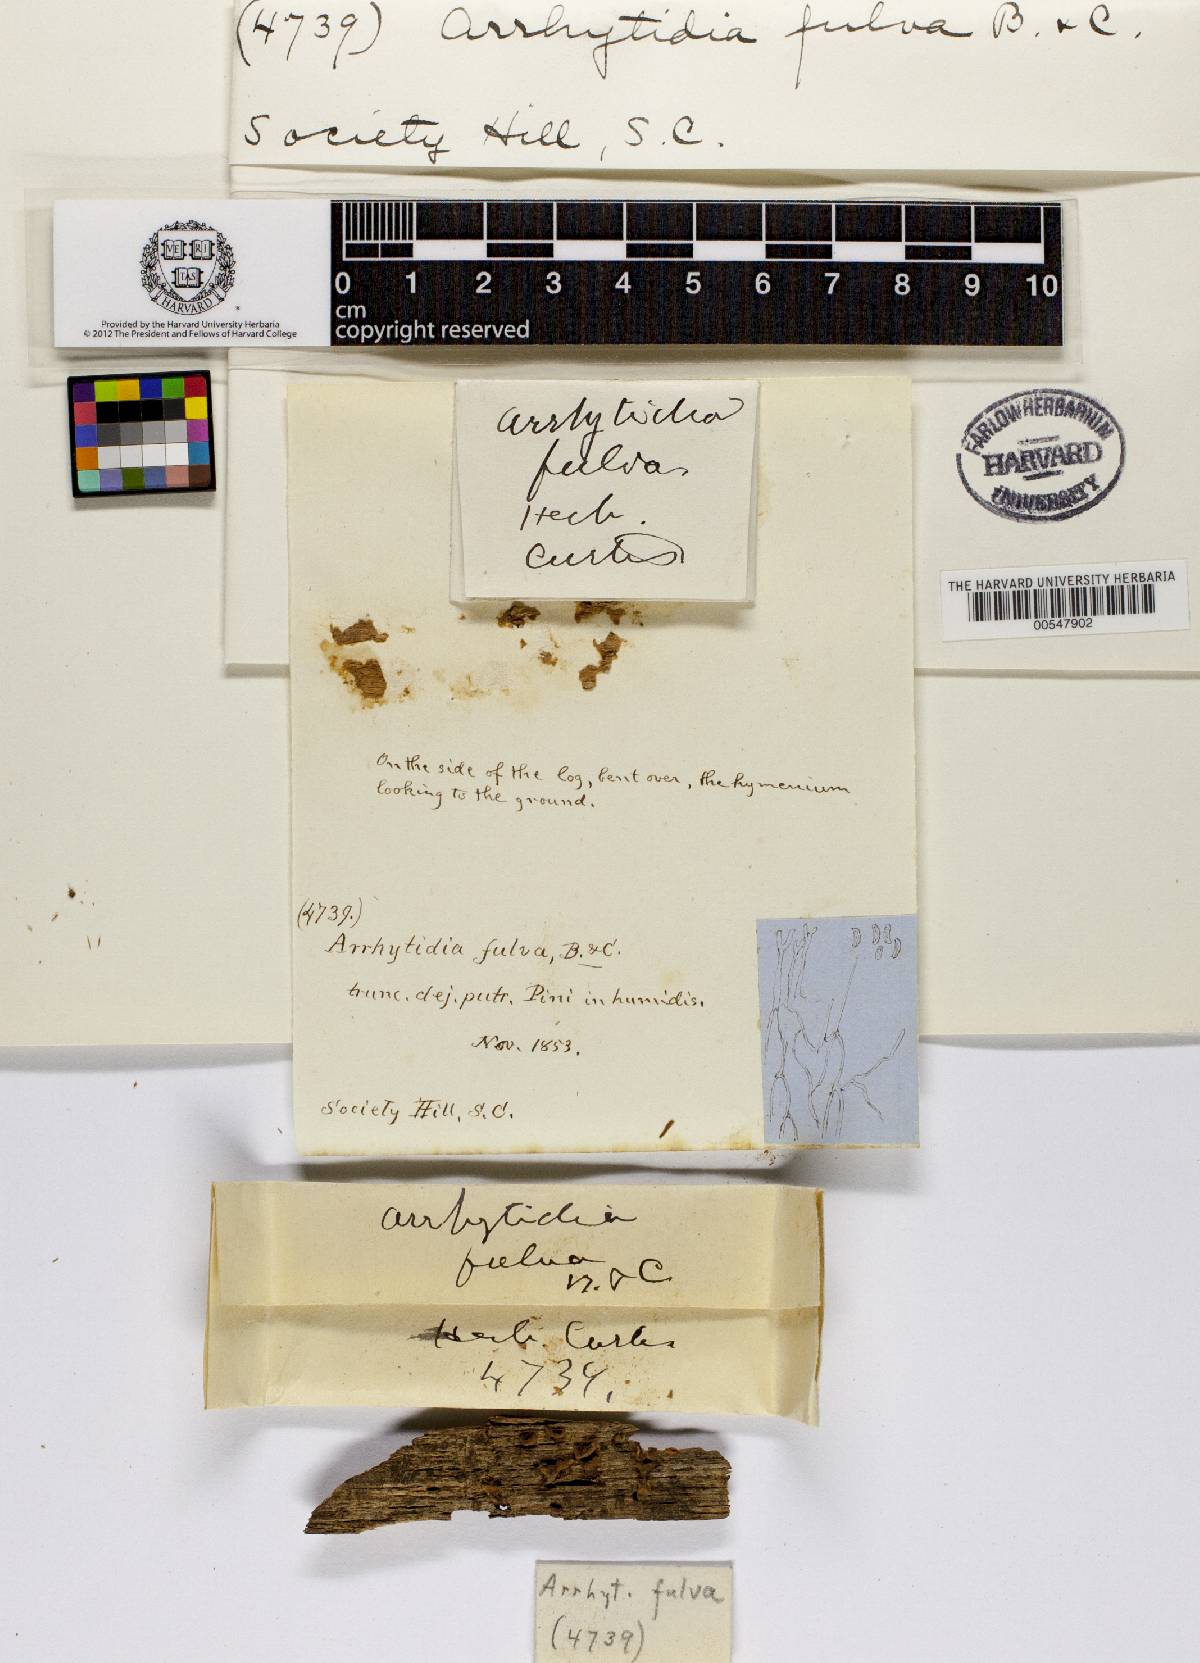 (4739) Arrhytidia fulva B. & C.
Society Hill, S.C.
VE RI
TAS
HARVARD
Provided by the Harvard University Herbaria
© 2012 The President and Fellows of Harvard College
0 1 2 3 4 5 6 7 8 9 10
cm
copyright reserved
Arrhytidia
fulva
Herb.
Curtis
FARLOW HERBARIUM
HARVARD
UNIVERSITY
THE HARVARD UNIVERSITY HERBARIA
00547902
On the side of the log, bent over, the hymenium
looking to the ground.
(4739.)
Arrhytidia fulva, B. & C.
trunc. dej. putr. Pini in humidis.
Nov. 1853.
Society Hill, S.C.
Arrhytidia
fulva
B. & C
Herb. Curtis
4739.
Arrhyt. fulva
(4739)